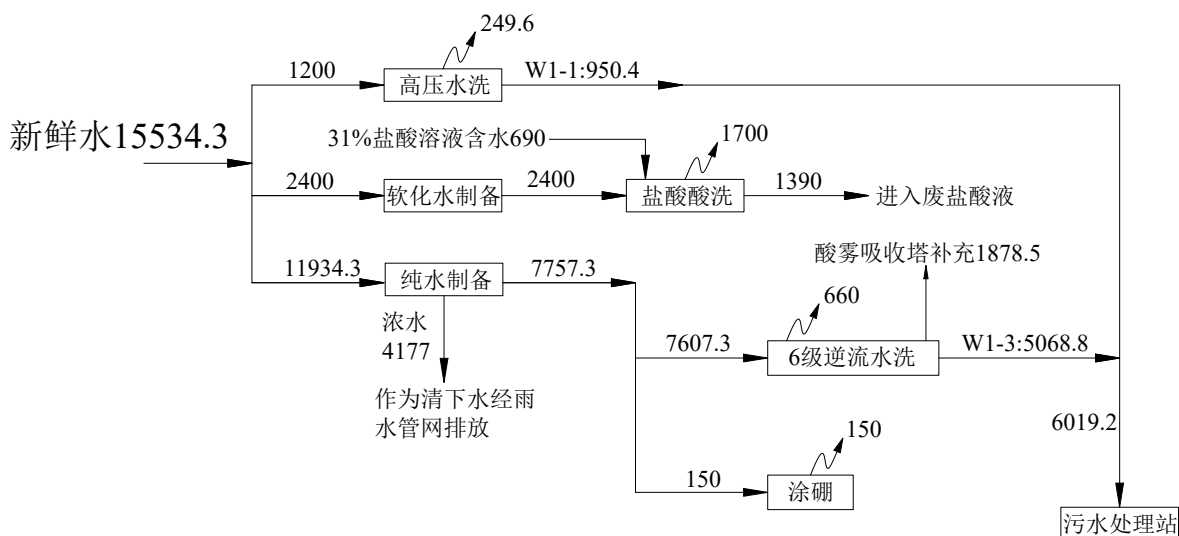 249.6
1200
高压水洗
W1-1:950.4
新鲜水15534.3
31%盐酸溶液含水690
1700
2400
软化水制备
2400
盐酸酸洗
1390
进入废盐酸液
酸雾吸收塔补充1878.5
11934.3
纯水制备
7757.3
660
浓水
4177
7607.3
6级逆流水洗
W1-3:5068.8
作为清下水经雨
水管网排放
6019.2
150
150
涂硼
污水处理站